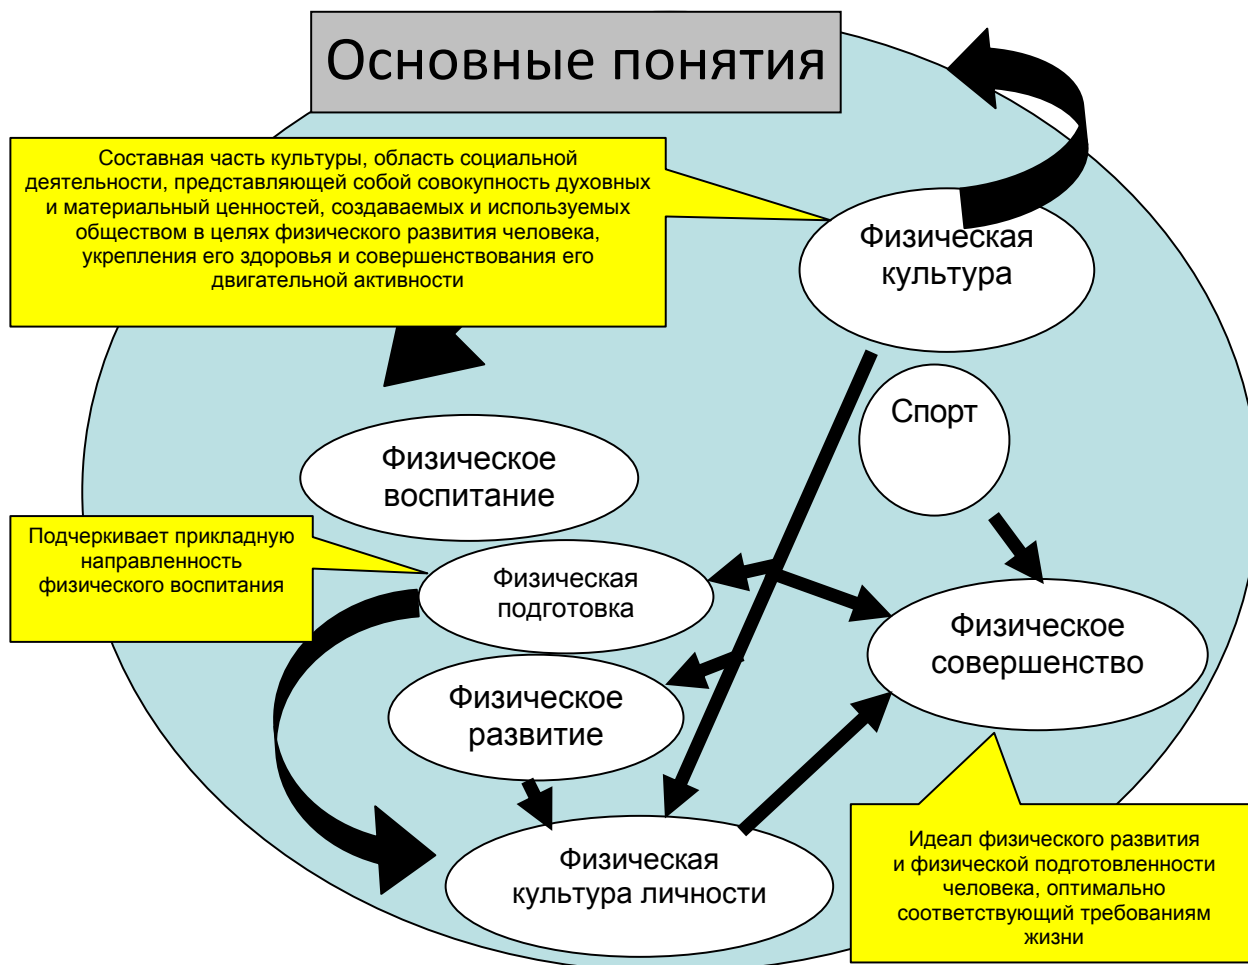 Основные понятия
Составная часть культуры, область социальной
деятельности, представляющей собой совокупность духовных
и материальный ценностей, создаваемых и используемых
обществом в целях физического развития человека,
укрепления его здоровья и совершенствования его
двигательной активности
Физическая
культура
Спорт
Физическое
воспитание
Подчеркивает прикладную
направленность
физического воспитания
Физическая
подготовка
Физическое
совершенство
Физическое
развитие
Физическая
культура личности
Идеал физического развития
и физической подготовленности
человека, оптимально
соответствующий требованиям
жизни